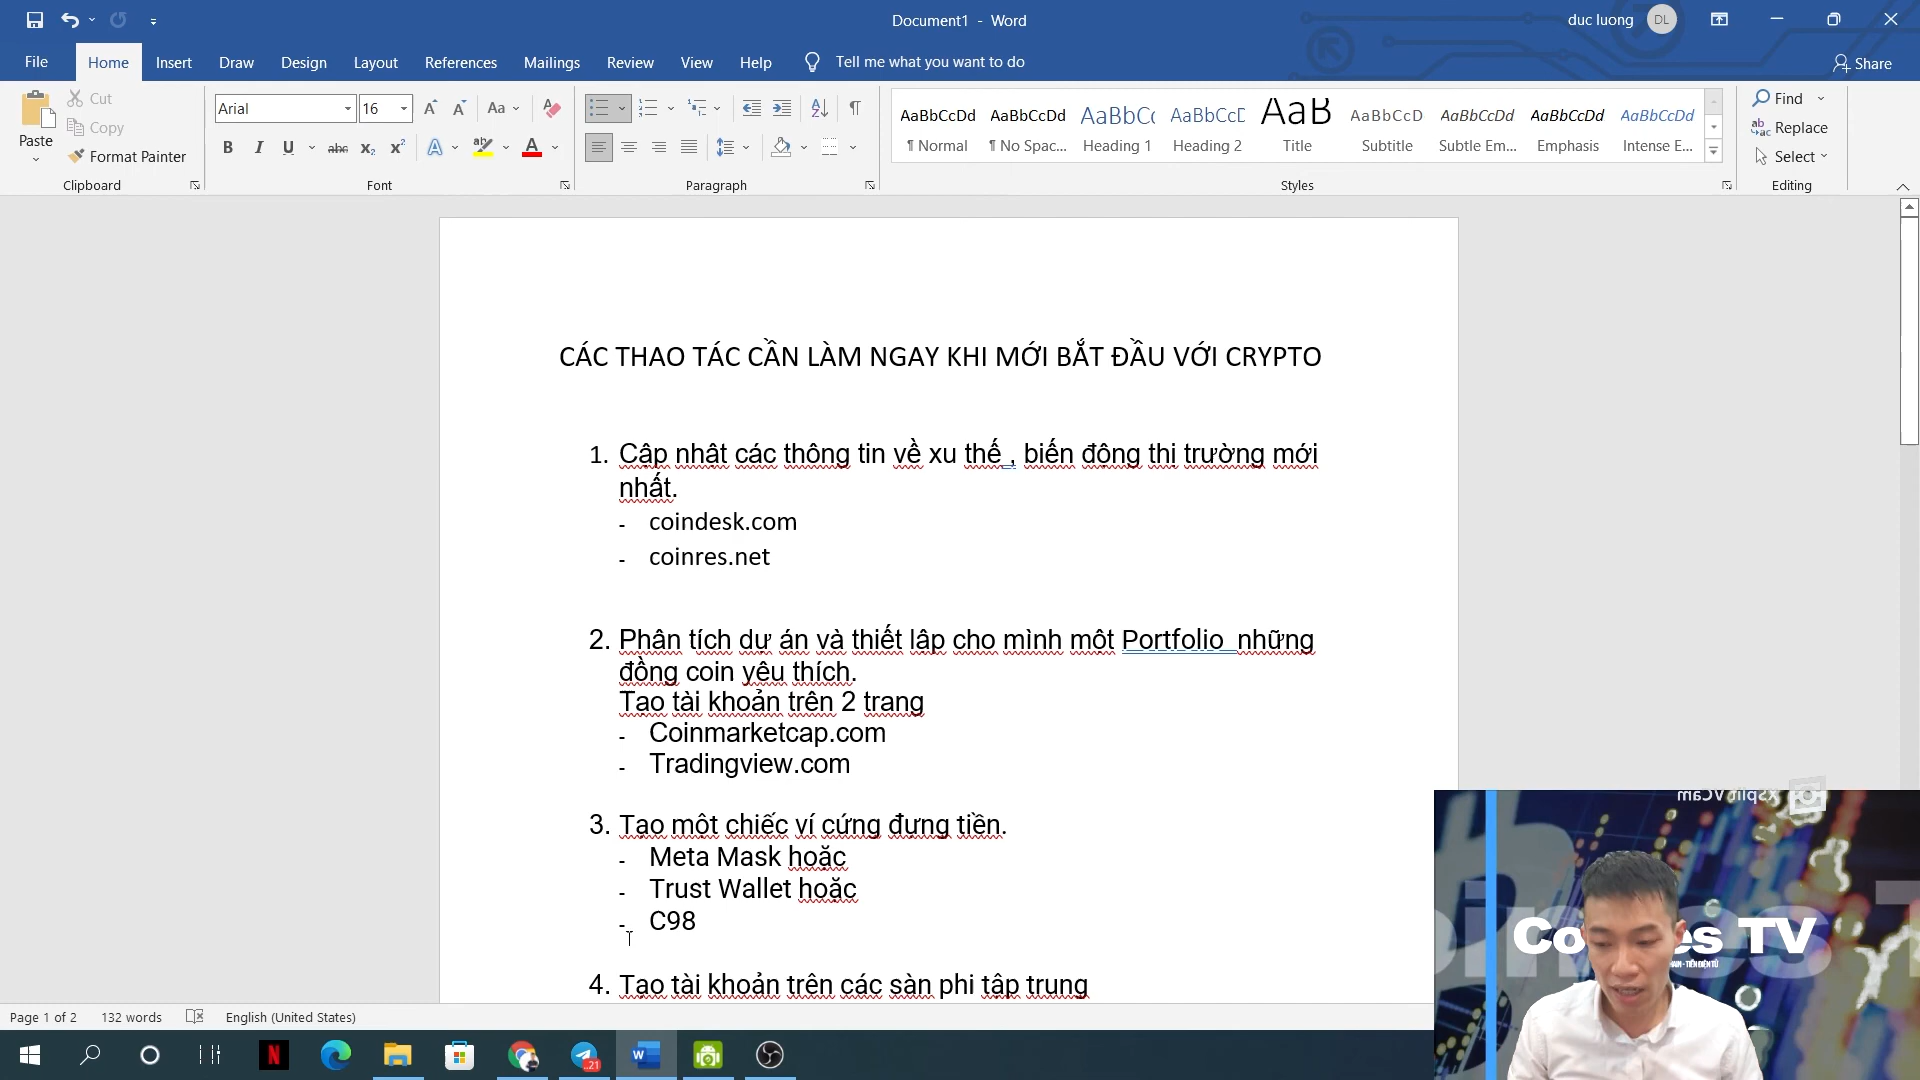 Document1 - Word
duc luong
DL
File
Home
Insert
Draw
Design
Layout
References
Mailings
Review
View
Help
Tell me what you want to do
Share
Paste
Cut
Copy
Format Painter
Clipboard
Arial
16
Font
Paragraph
AaBbCcDd
¶ Normal
AaBbCcDd
¶ No Spac...
AaBbCc
Heading 1
AaBbCcD
Heading 2
AaB
Title
AaBbCcD
Subtitle
AaBbCcDd
Subtle Em...
AaBbCcDd
Emphasis
AaBbCcDd
Intense E...
Styles
Find
Replace
Select
Editing
CÁC THAO TÁC CẦN LÀM NGAY KHI MỚI BẮT ĐẦU VỚI CRYPTO
1. Cập nhật các thông tin về xu thế , biến động thị trường mới
nhất.
- coindesk.com
- coinres.net
2. Phân tích dự án và thiết lập cho mình một Portfolio những
đồng coin yêu thích.
Tạo tài khoản trên 2 trang
- Coinmarketcap.com
- Tradingview.com
3. Tạo một chiếc ví cứng đựng tiền.
- Meta Mask hoặc
- Trust Wallet hoặc
- C98
4. Tạo tài khoản trên các sàn phi tập trung
XSplit VCam
TV
TIỀN ĐIỆN TỬ
Page 1 of 2
132 words
English (United States)
21